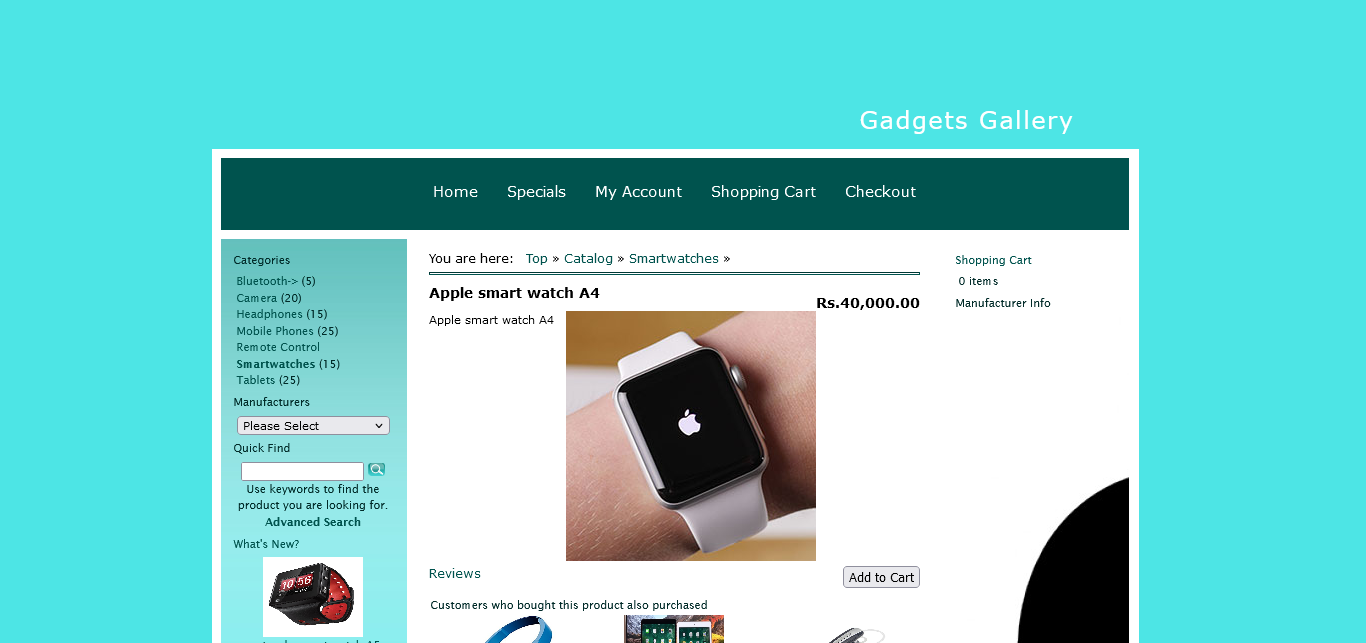 Gadgets Gallery
Home Specials My Account Shopping Cart Checkout
Categories
Bluetooth-> (5)
Camera (20)
Headphones (15)
Mobile Phones (25)
Remote Control
Smartwatches (15)
Tablets (25)
Manufacturers
Please Select
Quick Find
Use keywords to find the
product you are looking for.
Advanced Search
What's New?
10:56
You are here: Top » Catalog » Smartwatches »
Apple smart watch A4
Rs.40,000.00
Apple smart watch A4
Reviews
Add to Cart
Customers who bought this product also purchased
Shopping Cart
0 items
Manufacturer Info